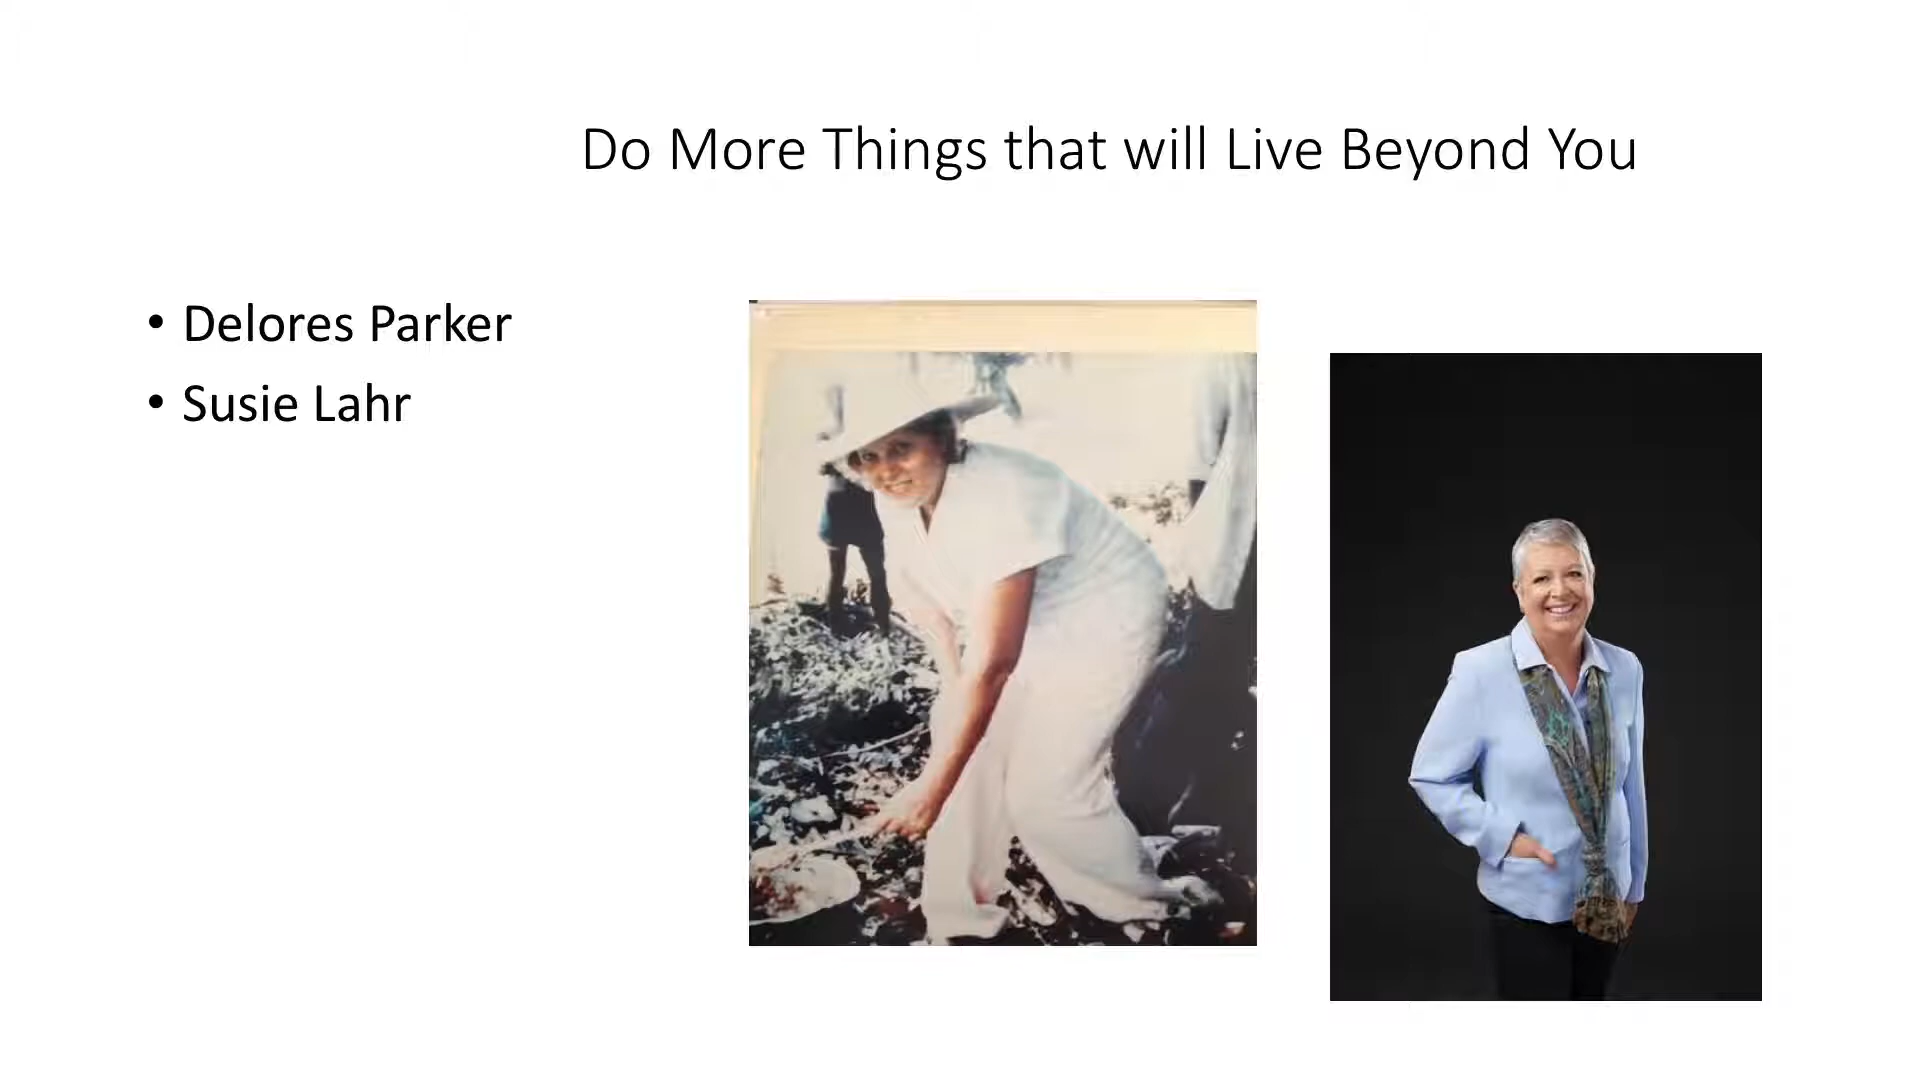 Do More Things that will Live Beyond You
• Delores Parker
• Susie Lahr